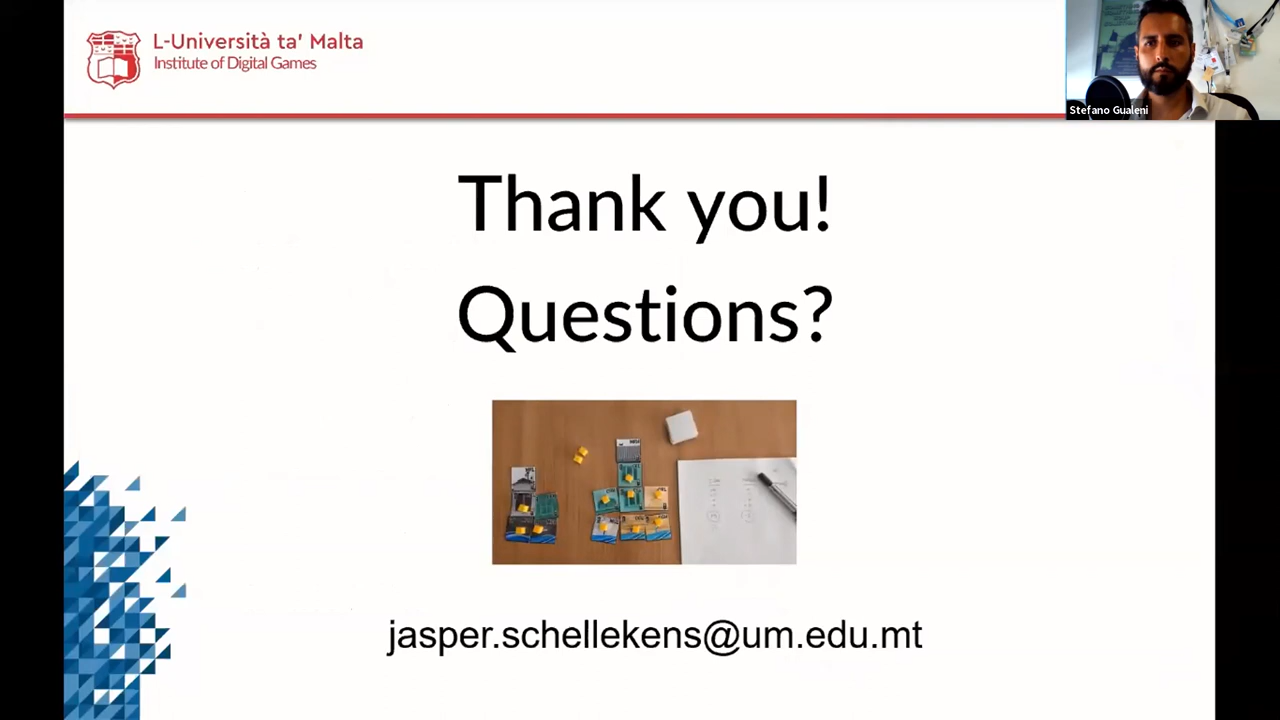 L-Università ta' Malta
Institute of Digital Games
Stefano Gualeni
Thank you!
Questions?
jasper.schellekens@um.edu.mt